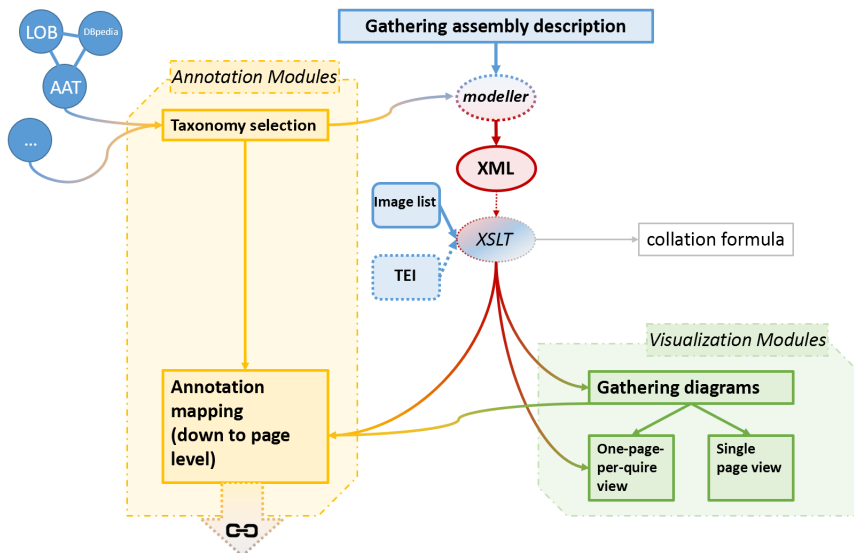 LOB
DBpedia
AAT
...
Gathering assembly description
Annotation Modules
Taxonomy selection
modeller
XML
Image list
XSLT
TEI
collation formula
Visualization Modules
Gathering diagrams
Annotation
mapping
(down to page
level)
One-page-
per-quire
view
Single
page view